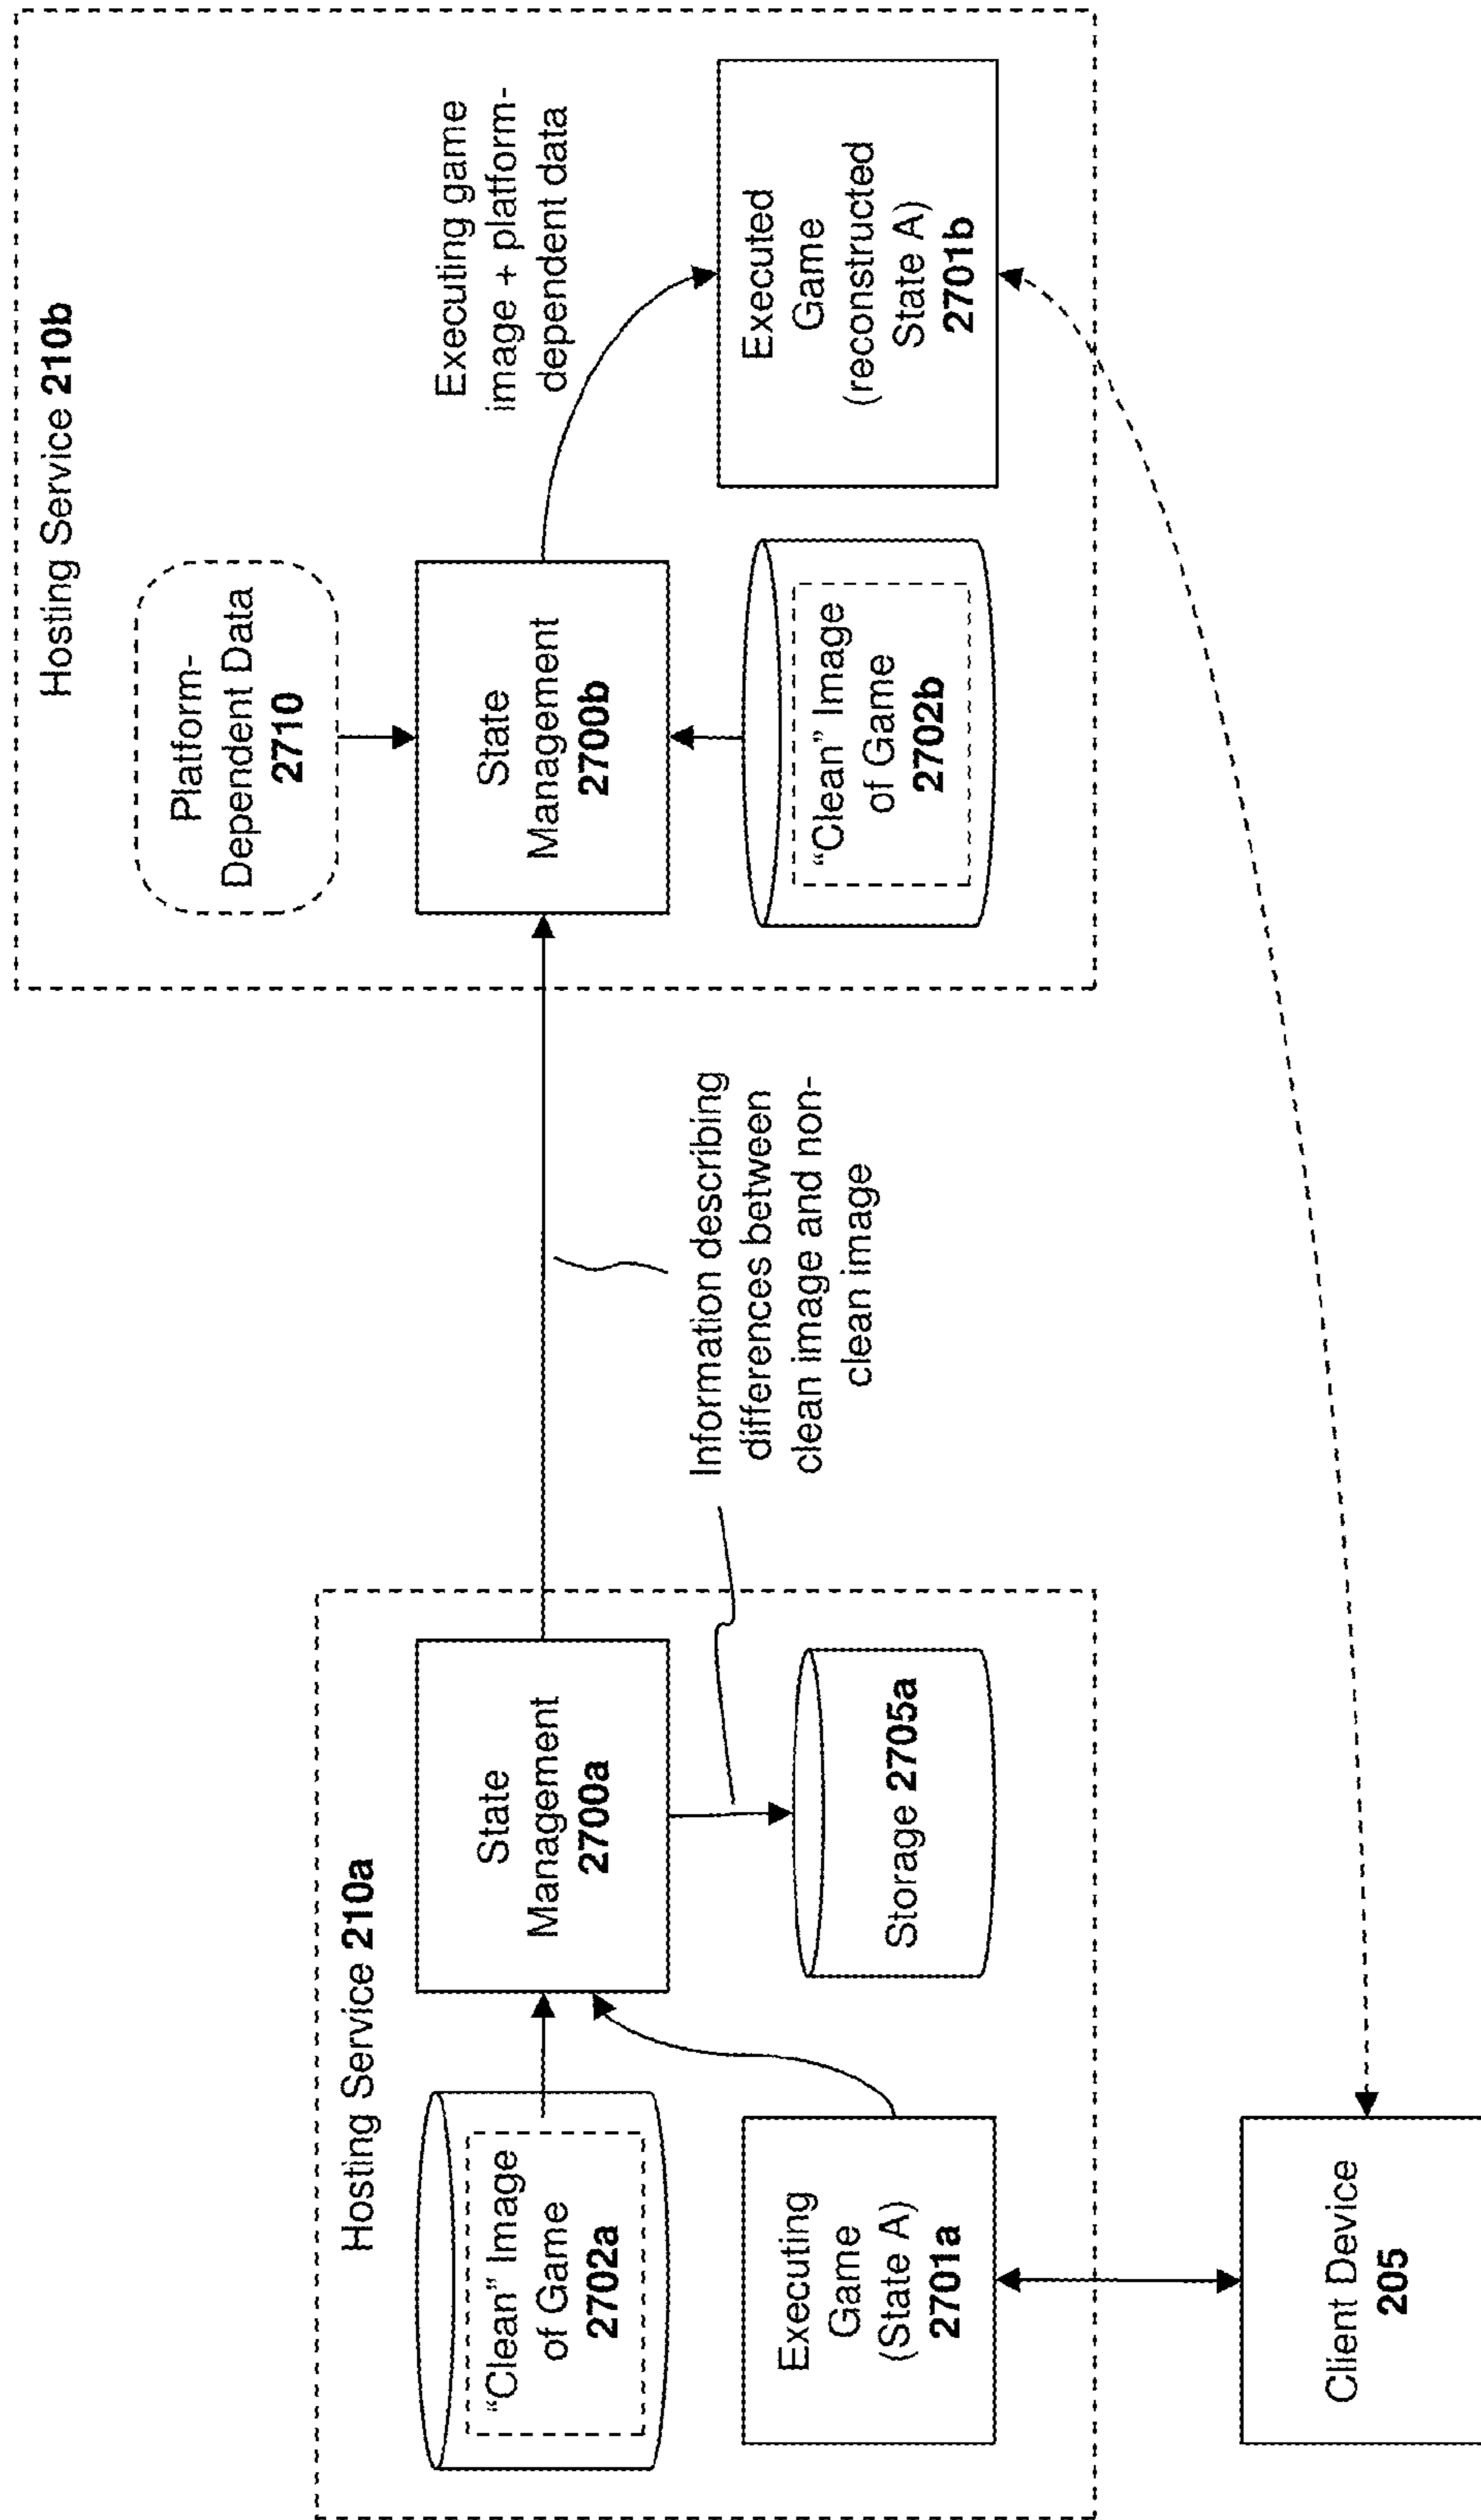 Hosting Service 210a
“Clean” Image
of Game
2702a
Executing
Game
(State A)
2701a
State
Management
2700a
Storage 2705a
Client Device
205
Information describing
differences between
clean image and non-
clean image
Hosting Service 210b
Platform-
Dependent Data
2710
State
Management
2700b
“Clean” Image
of Game
2702b
Executing game
image + platform-
dependent data
Executed
Game
(reconstructed
State A)
2701b